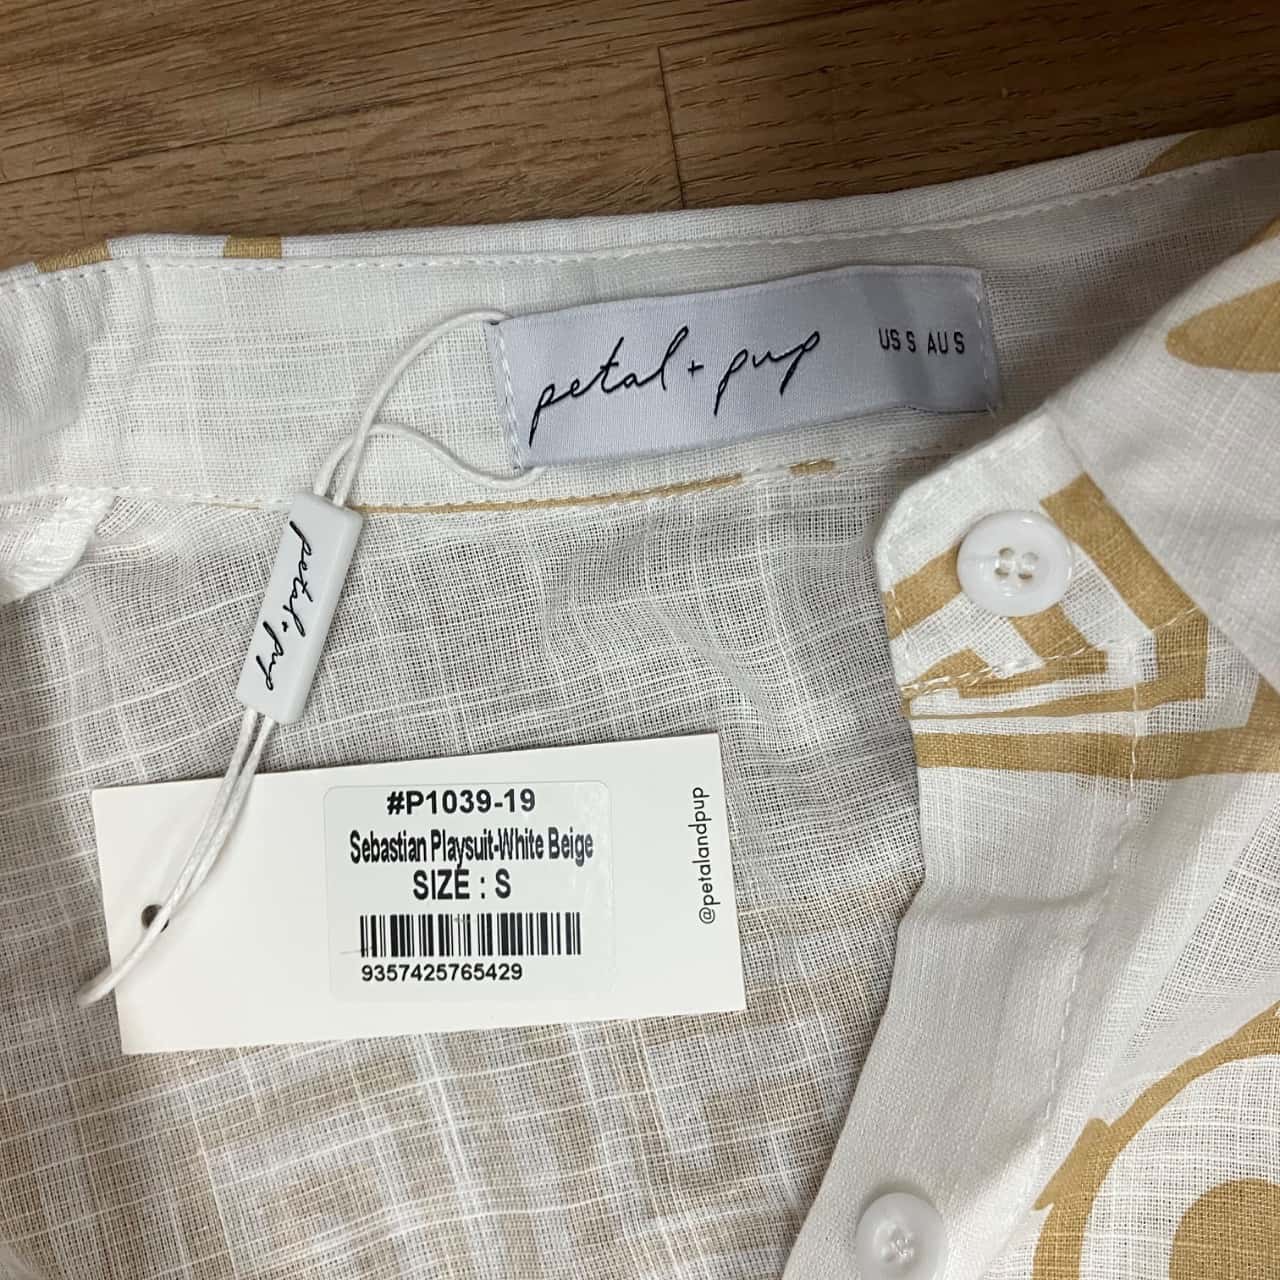 petal + pup US S AU S
petal + pup
#P1039-19
Sebastian Playsuit-White Beige
SIZE : S
9357425765429
@petalandpup